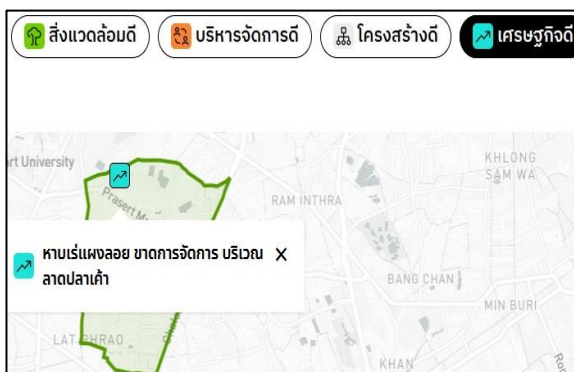 สิ่งแวดล้อมดี
บริหารจัดการดี
โครงสร้างดี
เศรษฐกิจดี
University
KHLONG
SAM WA
Prasert
RAM INTHRA
หาบเร่แผงลอย ขาดการจัดการ บริเวณ X
ลาดปลาเค้า
BANG CHAN
MIN BURI
LAT PHRAO
KHAN